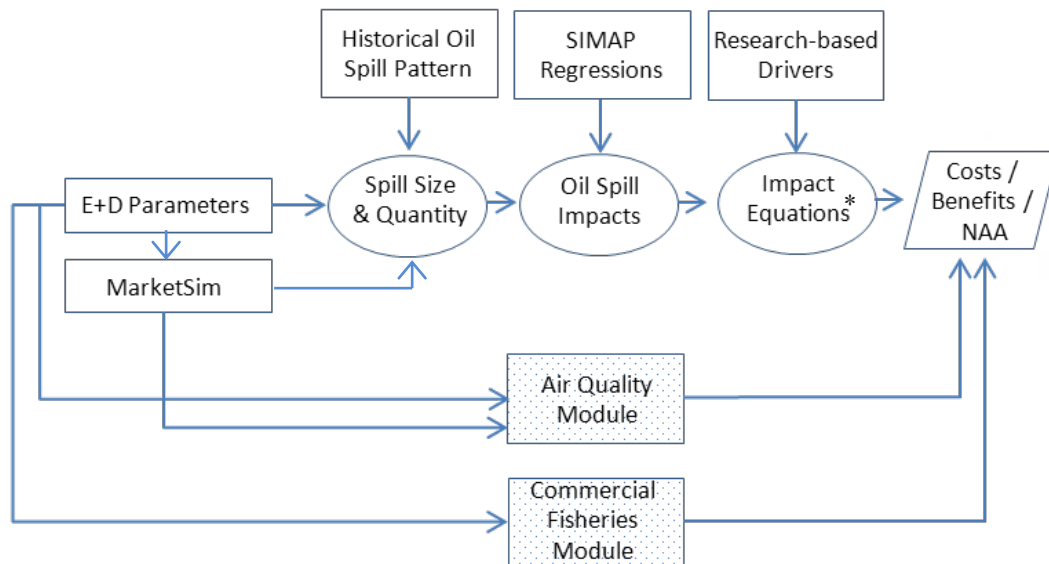 Historical Oil
Spill Pattern
SIMAP
Regressions
Research-based
Drivers
E+D Parameters
Spill Size
& Quantity
Oil Spill
Impacts
Impact
Equations*
Costs /
Benefits /
NAA
MarketSim
Air Quality
Module
Commercial
Fisheries
Module